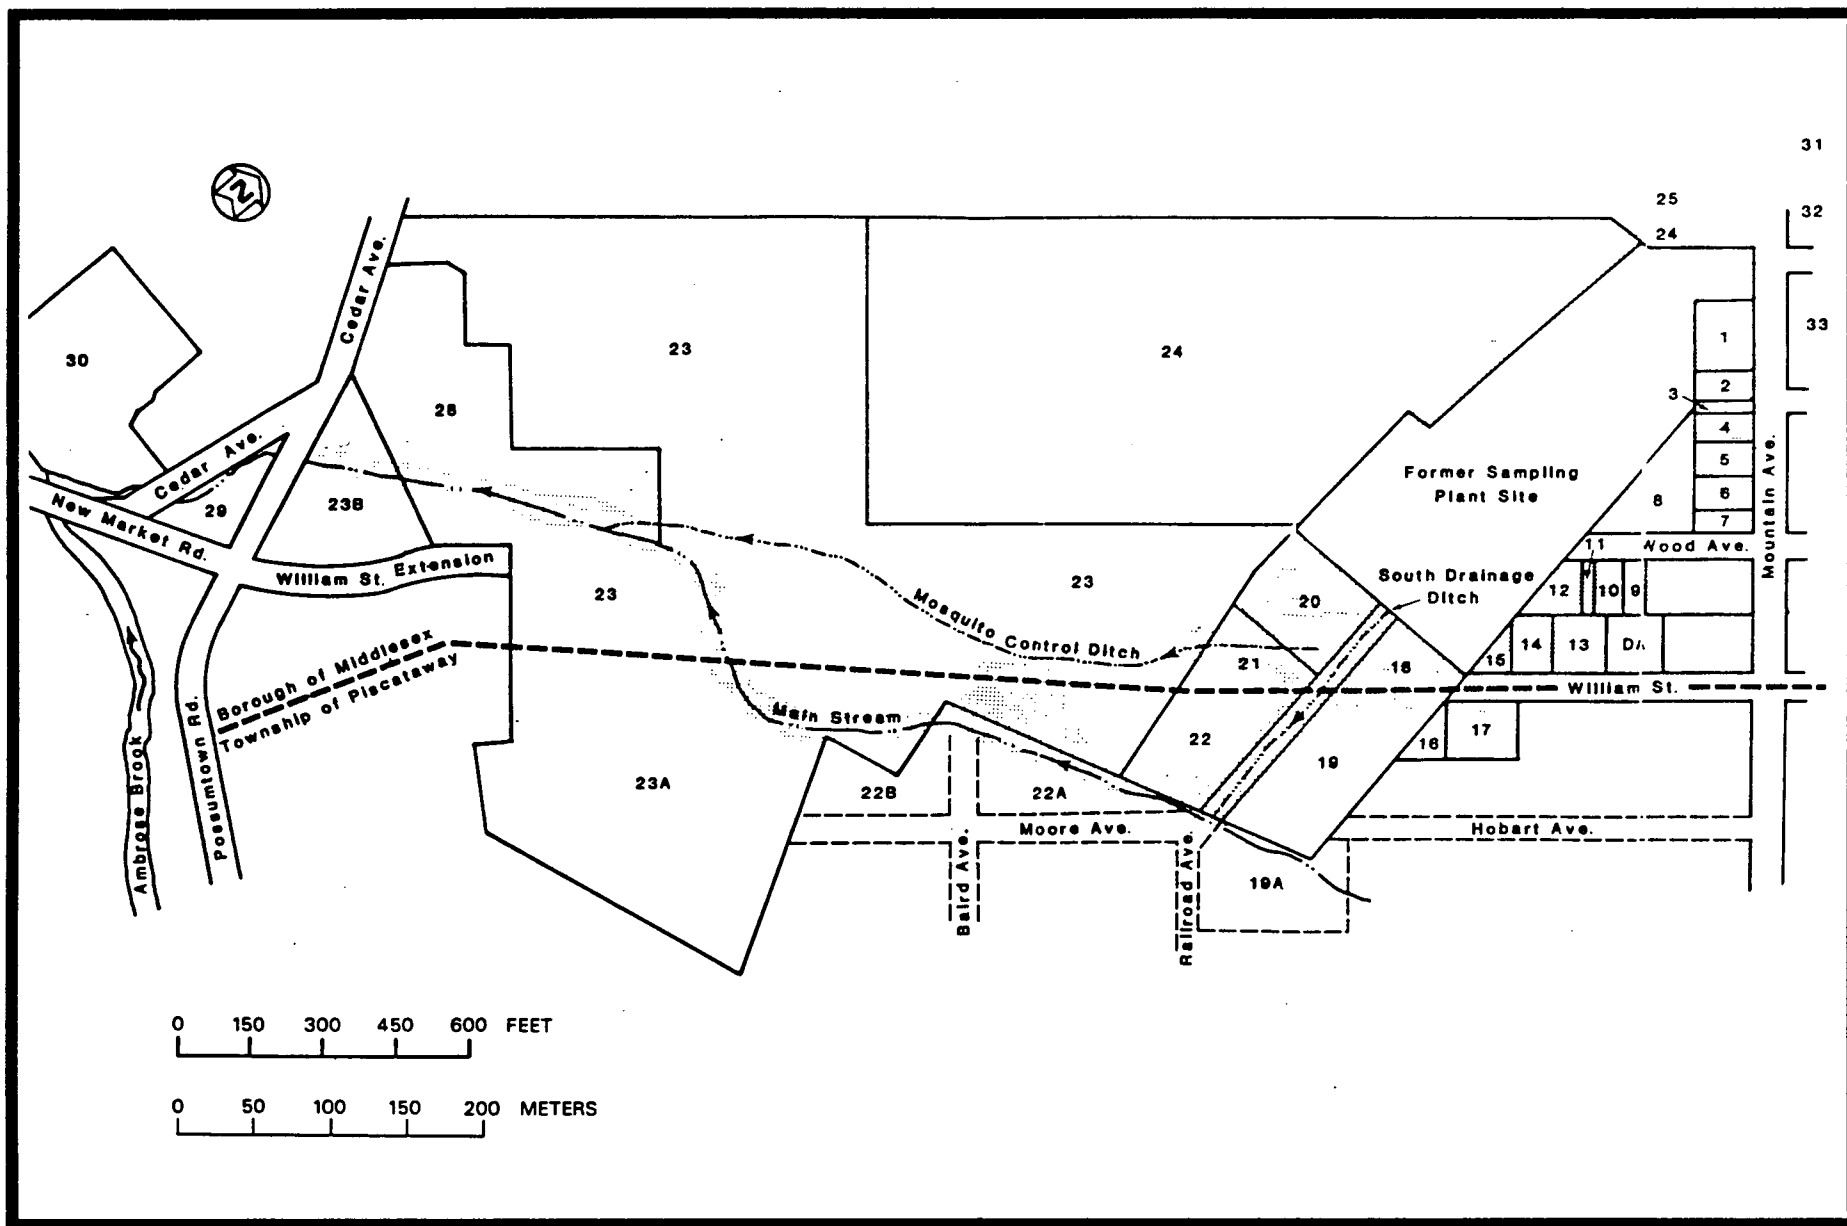 31
25
32
24
N
Cedar Ave.
33
1
30
23
24
2
3
28
4
Cedar Ave.
5
Former Sampling
Plant Site
6
8
29
23B
7
New Market Rd.
11
Wood Ave.
Mountain Ave.
William St. Extension
South Drainage
Ditch
23
23
20
12
10
9
Mosquito Control Ditch
14
13
15
21
18
William St.
Borough of Middlesex
Township of Piscataway
Main Stream
22
16
17
19
Possumtown Rd.
Ambrose Brook
23A
22B
22A
Moore Ave.
Hobart Ave.
Baird Ave.
Railroad Ave.
19A
0 150 300 450 600 FEET
0 50 100 150 200 METERS